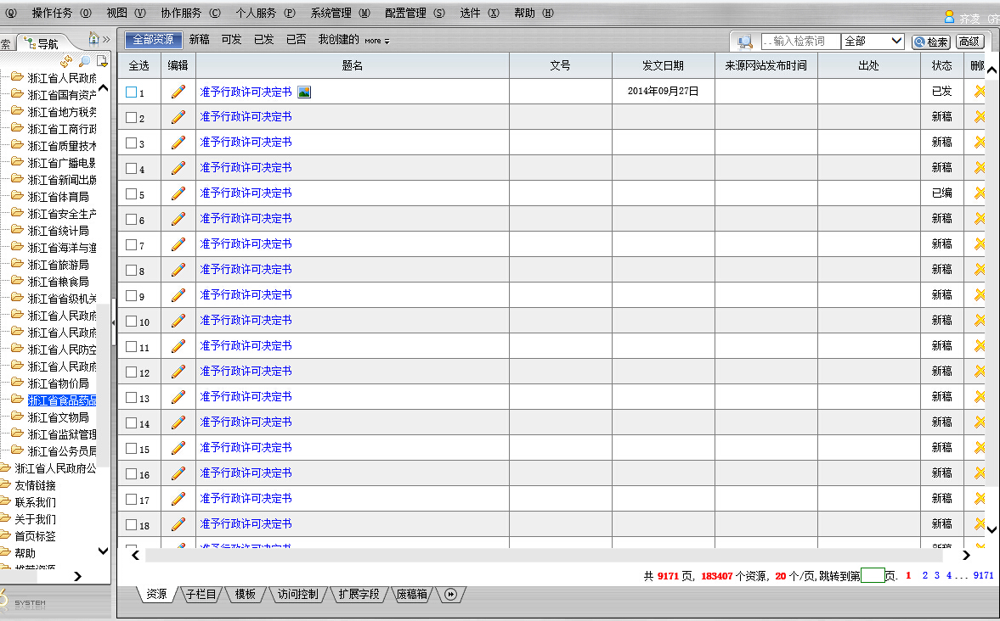 (Q) 操作任务 (O) 视图 (V) 协作服务 (C) 个人服务 (P) 系统管理 (M) 配置管理 (S) 选件 (X) 帮助 (H)
齐凌 (齐
索 导航
全部资源 新稿 可发 已发 已否 我创建的 more
..输入检索词 全部 检索 高级
浙江省人民政府
浙江省国有资产
浙江省地方税务
浙江省工商行政
浙江省质量技术
浙江省广播电影
浙江省新闻出版
浙江省体育局
浙江省安全生产
浙江省统计局
浙江省海洋与渔
浙江省旅游局
浙江省粮食局
浙江省省级机关
浙江省人民政府
浙江省人民政府
浙江省人民防空
浙江省人民政府
浙江省物价局
浙江省食品药品
浙江省文物局
浙江省监狱管理
浙江省公务员局
浙江省人民政府公
友情链接
联系我们
关于我们
首页标签
帮助
推荐资源
6 SYSTEM
全选 编辑 题名 文号 发文日期 来源网站发布时间 出处 状态 删除
1 准予行政许可决定书 2014年09月27日 已发
2 准予行政许可决定书 新稿
3 准予行政许可决定书 新稿
4 准予行政许可决定书 新稿
5 准予行政许可决定书 已编
6 准予行政许可决定书 新稿
7 准予行政许可决定书 新稿
8 准予行政许可决定书 新稿
9 准予行政许可决定书 新稿
10 准予行政许可决定书 新稿
11 准予行政许可决定书 新稿
12 准予行政许可决定书 新稿
13 准予行政许可决定书 新稿
14 准予行政许可决定书 新稿
15 准予行政许可决定书 新稿
16 准予行政许可决定书 新稿
17 准予行政许可决定书 新稿
18 准予行政许可决定书 新稿
准予行政许可决定书 新稿
共 9171 页, 183407 个资源, 20 个/页, 跳转到第 页. 1 2 3 4 ... 9171
资源 子栏目 模板 访问控制 扩展字段 废稿箱